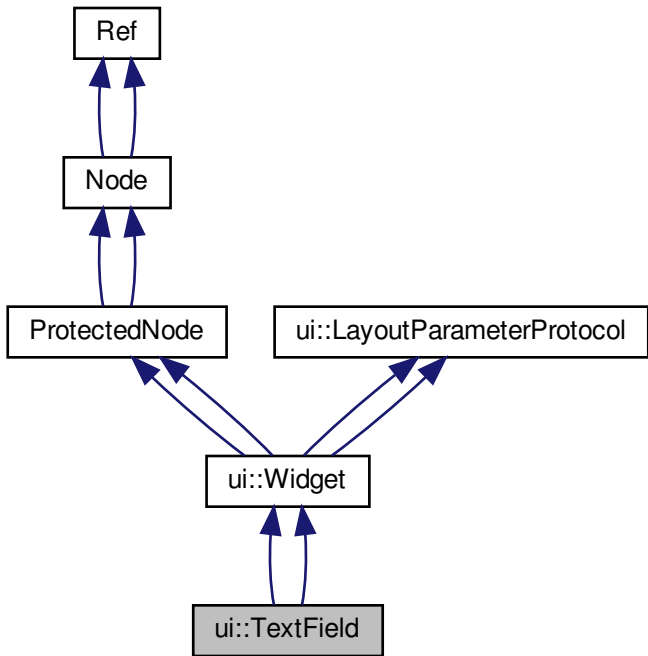 Ref
Node
ProtectedNode
ui::LayoutParameterProtocol
ui::Widget
ui::TextField